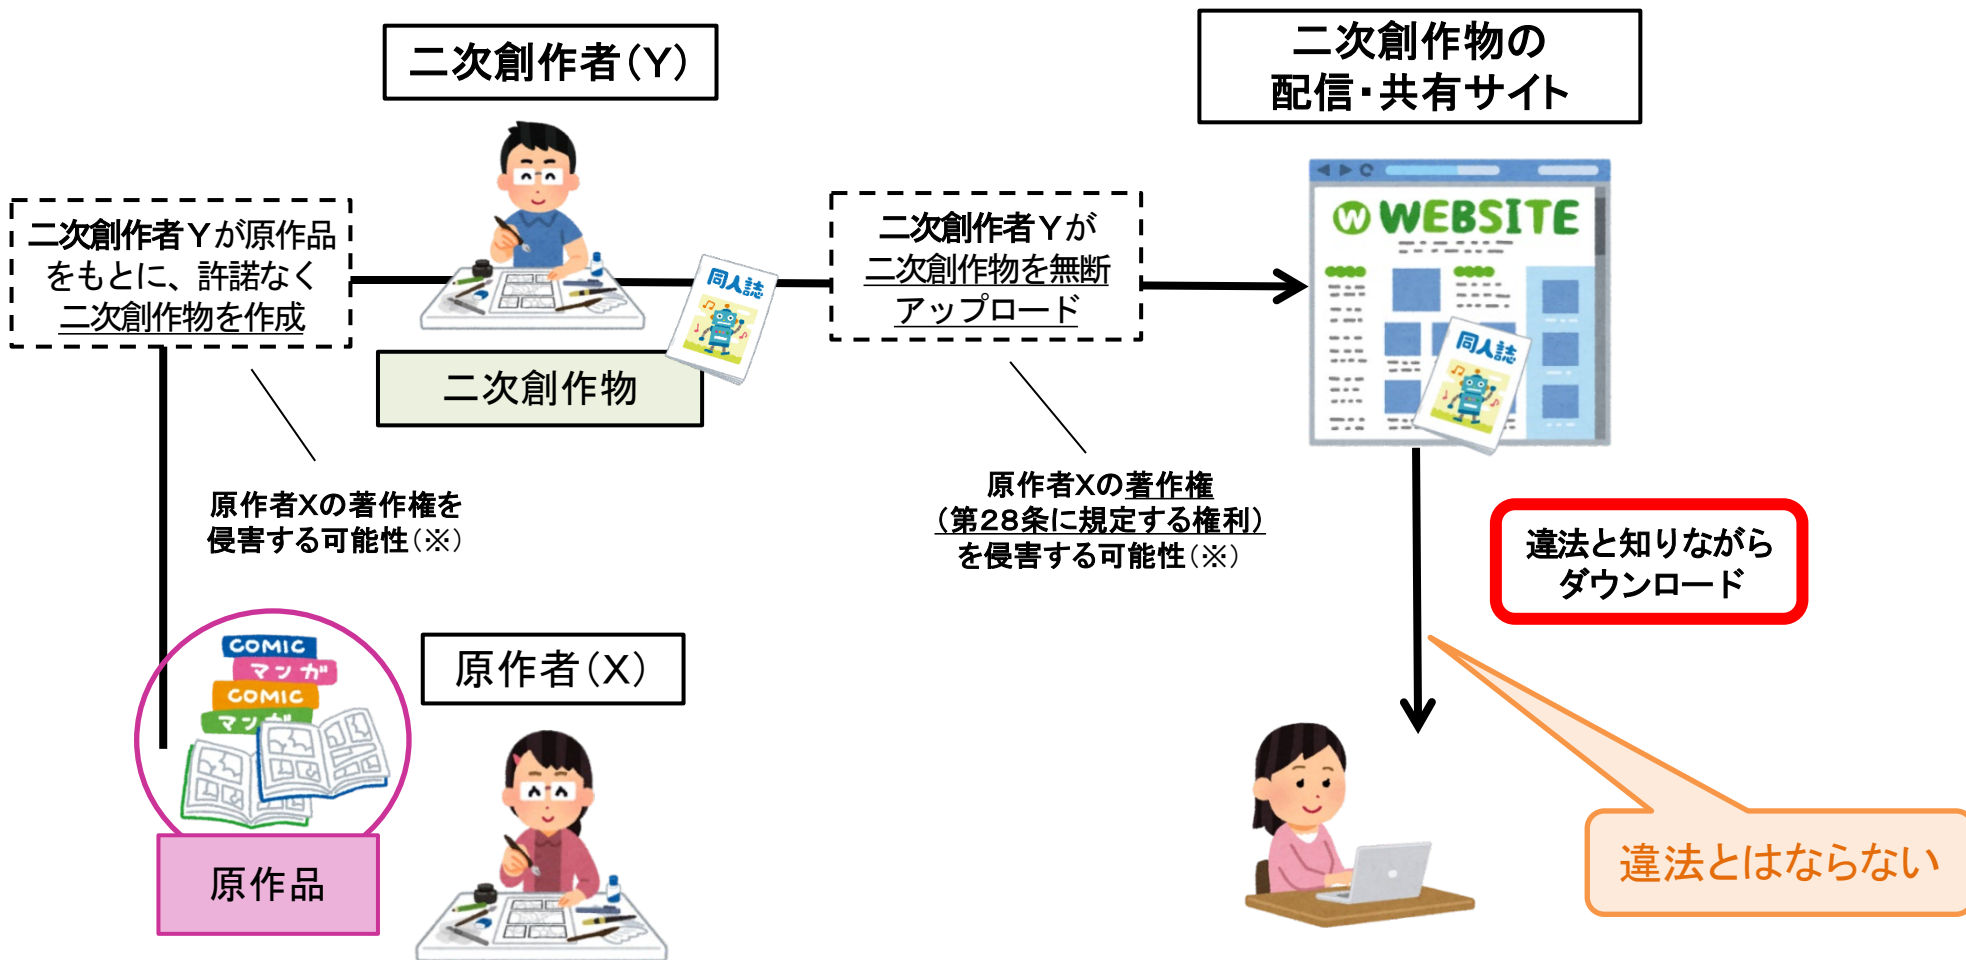 二次創作者(Y)
二次創作物の
配信・共有サイト
二次創作者Yが原作品
をもとに、許諾なく
二次創作物を作成
同人誌
二次創作者Yが
二次創作物を無断
アップロード
W WEBSITE
同人誌
二次創作物
原作者Xの著作権を
侵害する可能性(※)
原作者Xの著作権
(第28条に規定する権利)
を侵害する可能性(※)
違法と知りながら
ダウンロード
COMIC
マンガ
COMIC
マンガ
原作者(X)
原作品
違法とはならない